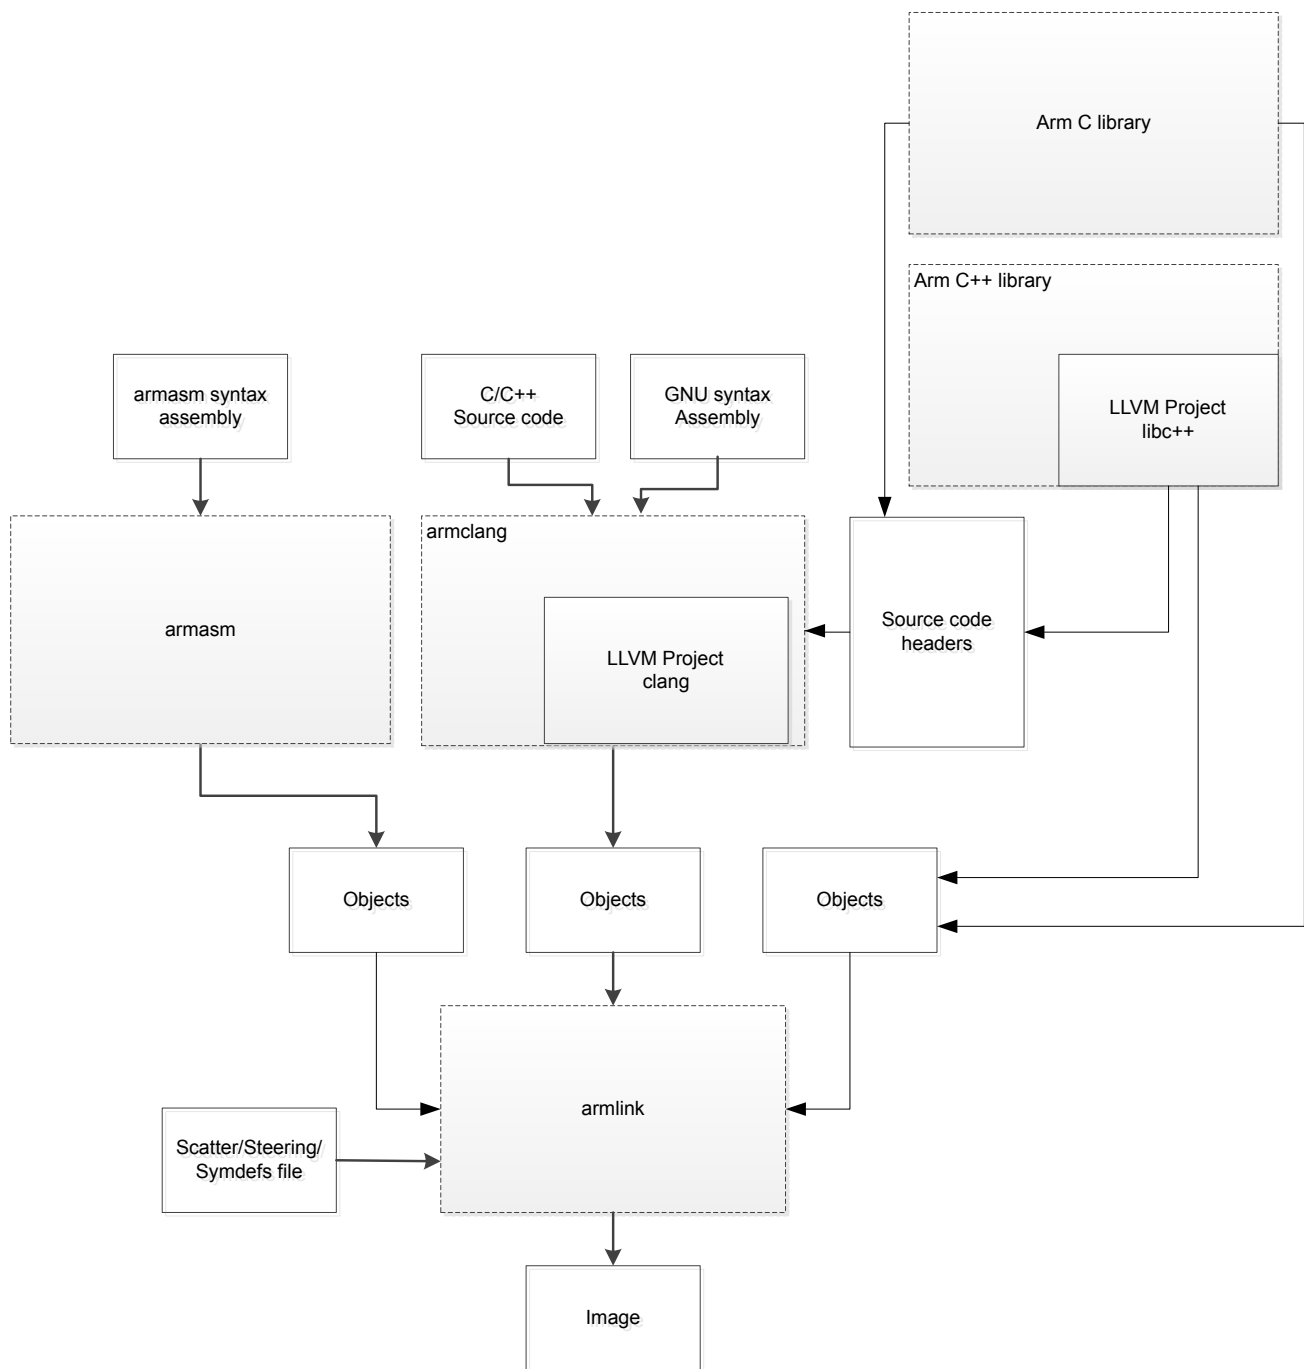 Arm C library
Arm C++ library
LLVM Project
libc++
armasm syntax
assembly
C/C++
Source code
GNU syntax
Assembly
armasm
armclang
LLVM Project
clang
Source code
headers
Objects
Objects
Objects
armlink
Scatter/Steering/
Symdefs file
Image